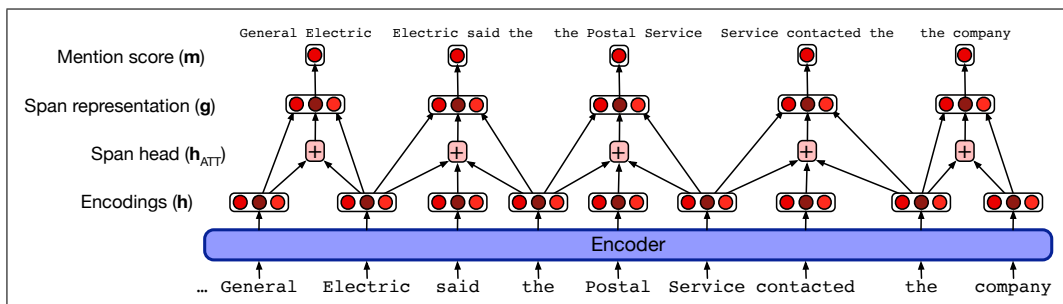 General Electric Electric said the the Postal Service Service contacted the the company
Mention score (m)
Span representation (g)
+ + + + +
Span head (hATT)
Encodings (h)
Encoder
... General Electric said the Postal Service contacted the company